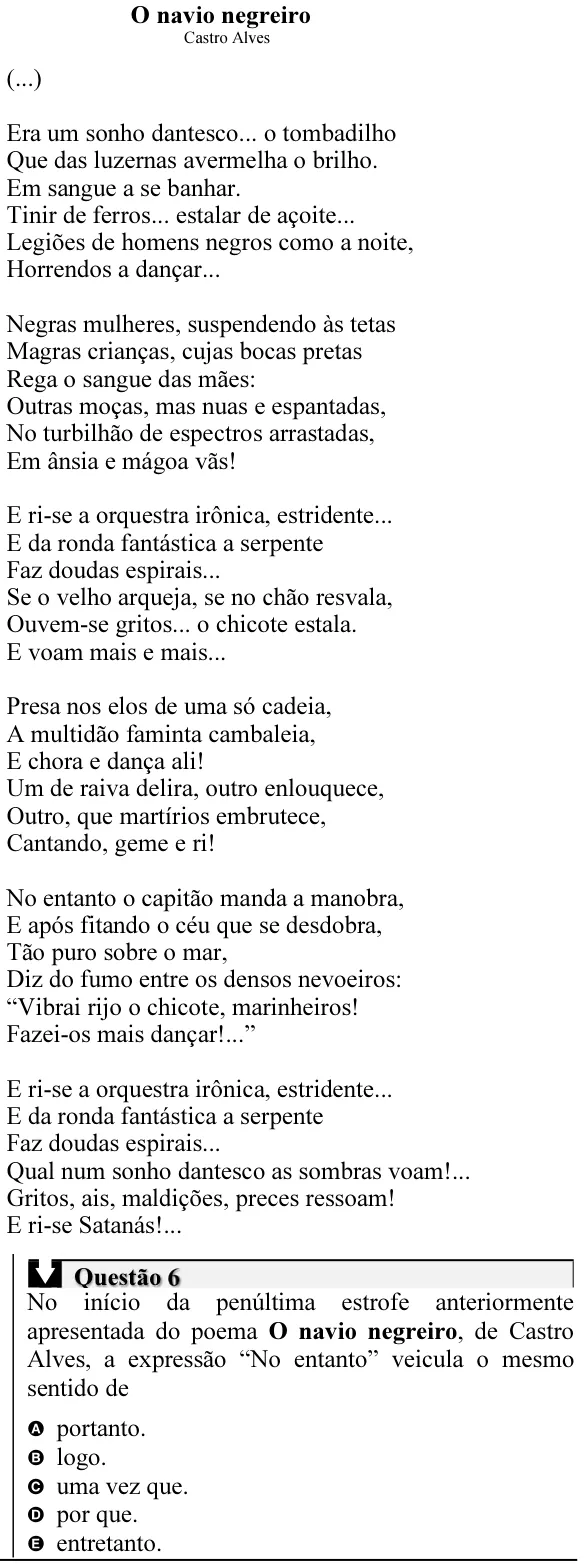 O navio negreiro
Castro Alves
(...)
Era um sonho dantesco... o tombadilho
Que das luzernas avermelha o brilho.
Em sangue a se banhar.
Tinir de ferros... estalar de açoite...
Legiões de homens negros como a noite,
Horrendos a dançar...
Negras mulheres, suspendendo às tetas
Magras crianças, cujas bocas pretas
Rega o sangue das mães:
Outras moças, mas nuas e espantadas,
No turbilhão de espectros arrastadas,
Em ânsia e mágoa vãs!
E ri-se a orquestra irônica, estridente...
E da ronda fantástica a serpente
Faz doudas espirais...
Se o velho arqueja, se no chão resvala,
Ouvem-se gritos... o chicote estala.
E voam mais e mais...
Presa nos elos de uma só cadeia,
A multidão faminta cambaleia,
E chora e dança ali!
Um de raiva delira, outro enlouquece,
Outro, que martírios embrutece,
Cantando, geme e ri!
No entanto o capitão manda a manobra,
E após fitando o céu que se desdobra,
Tão puro sobre o mar,
Diz do fumo entre os densos nevoeiros:
“Vibrai rijo o chicote, marinheiros!
Fazei-os mais dançar!...”
E ri-se a orquestra irônica, estridente...
E da ronda fantástica a serpente
Faz doudas espirais...
Qual num sonho dantesco as sombras voam!...
Gritos, ais, maldições, preces ressoam!
E ri-se Satanás!...
Questão 6
No início da penúltima estrofe anteriormente
apresentada do poema O navio negreiro, de Castro
Alves, a expressão “No entanto” veicula o mesmo
sentido de
A portanto.
B logo.
C uma vez que.
D por que.
E entretanto.